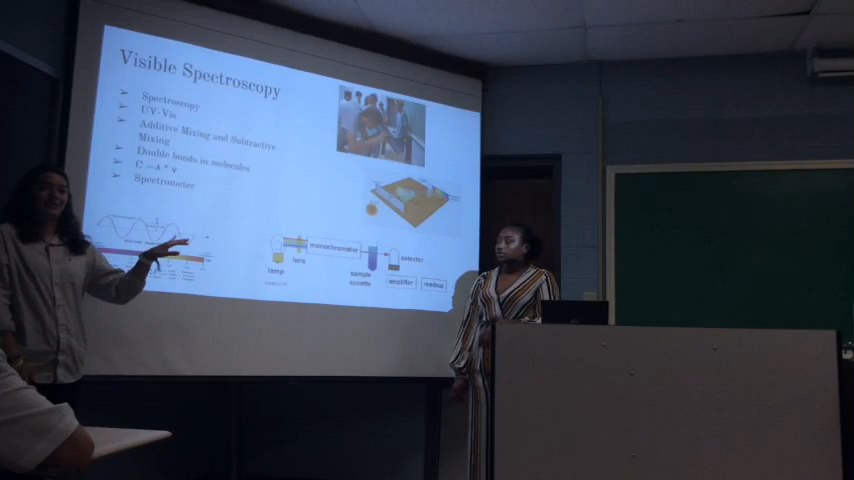 Visible Spectroscopy
Spectroscopy
UV-Vis
Additive Mixing and Subtractive
Mixing
Double bonds in molecules
C = λ * v
Spectrometer
monochromator
lens
lamp
detector
sample
cuvette
amplifier
readout